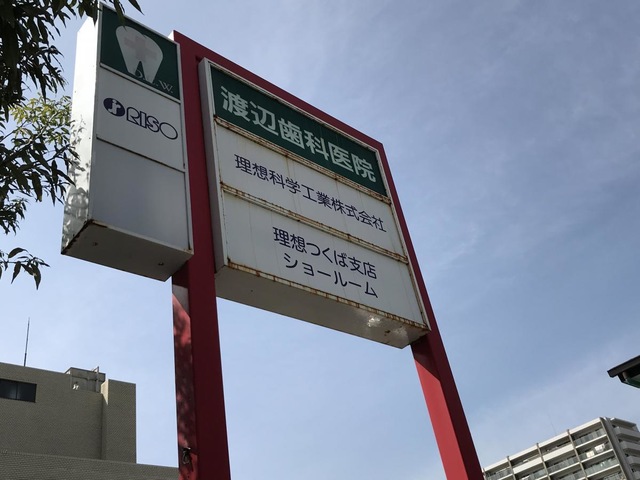 RISO
渡辺歯科医院
理想科学工業株式会社
理想つくば支店
ショールーム